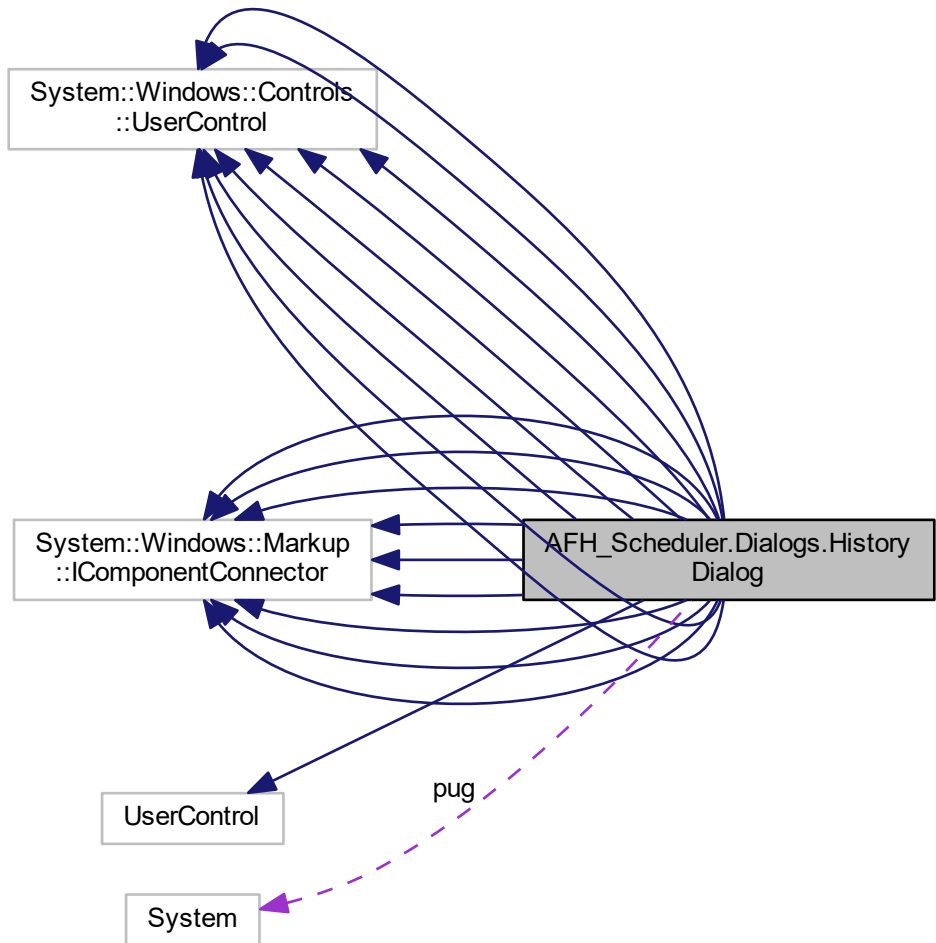 System::Windows::Controls
::UserControl
System::Windows::Markup
::IComponentConnector
AFH_Scheduler.Dialogs.History
Dialog
pug
UserControl
System